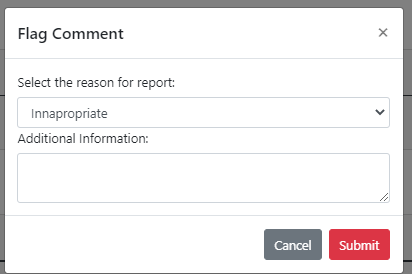 Flag Comment ×
Select the reason for report:
Innapropriate
Additional Information:
Cancel Submit